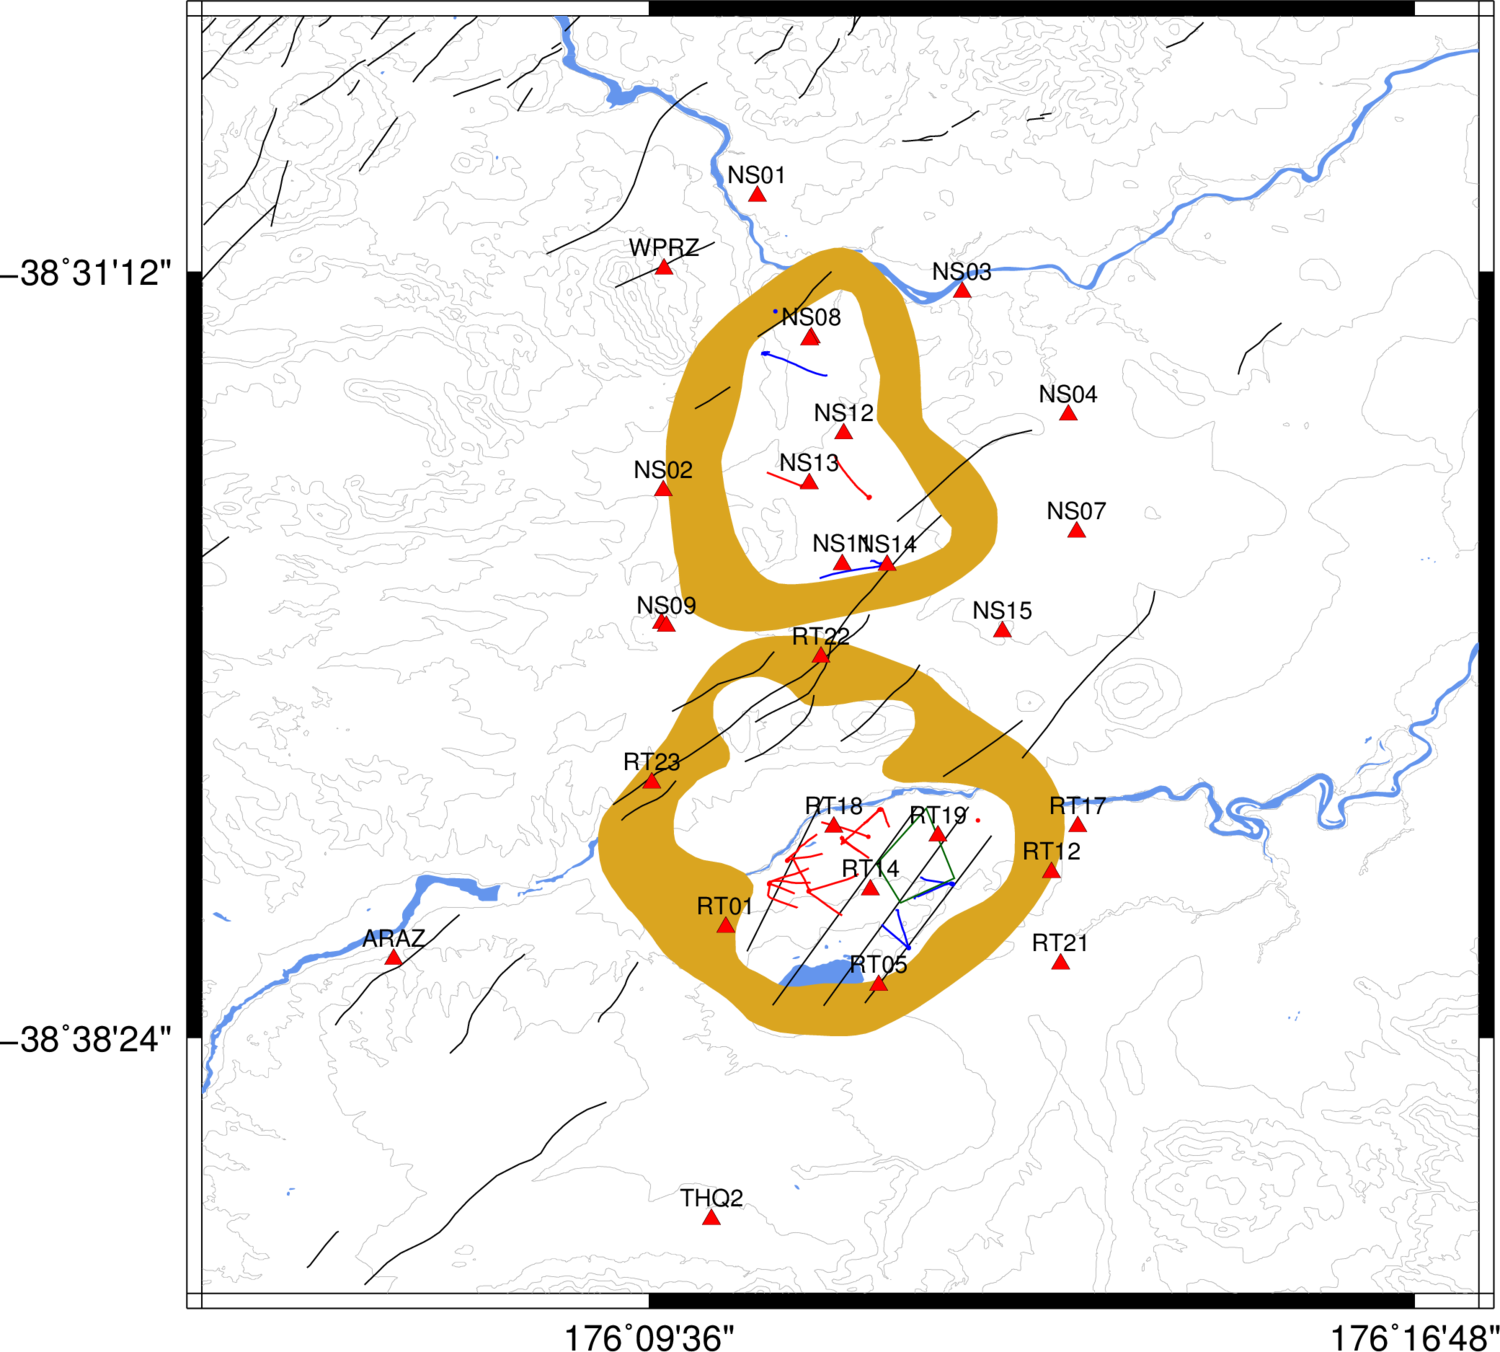 NS01
WPRZ
−38˚31'12"
NS03
NS08
NS04
NS12
NS13
NS02
NS07
NS11
NS14
NS09
NS15
RT22
RT23
RT18
RT17
RT19
RT12
RT14
RT01
ARAZ
RT21
RT05
−38˚38'24"
THQ2
176˚09'36"
176˚16'48"